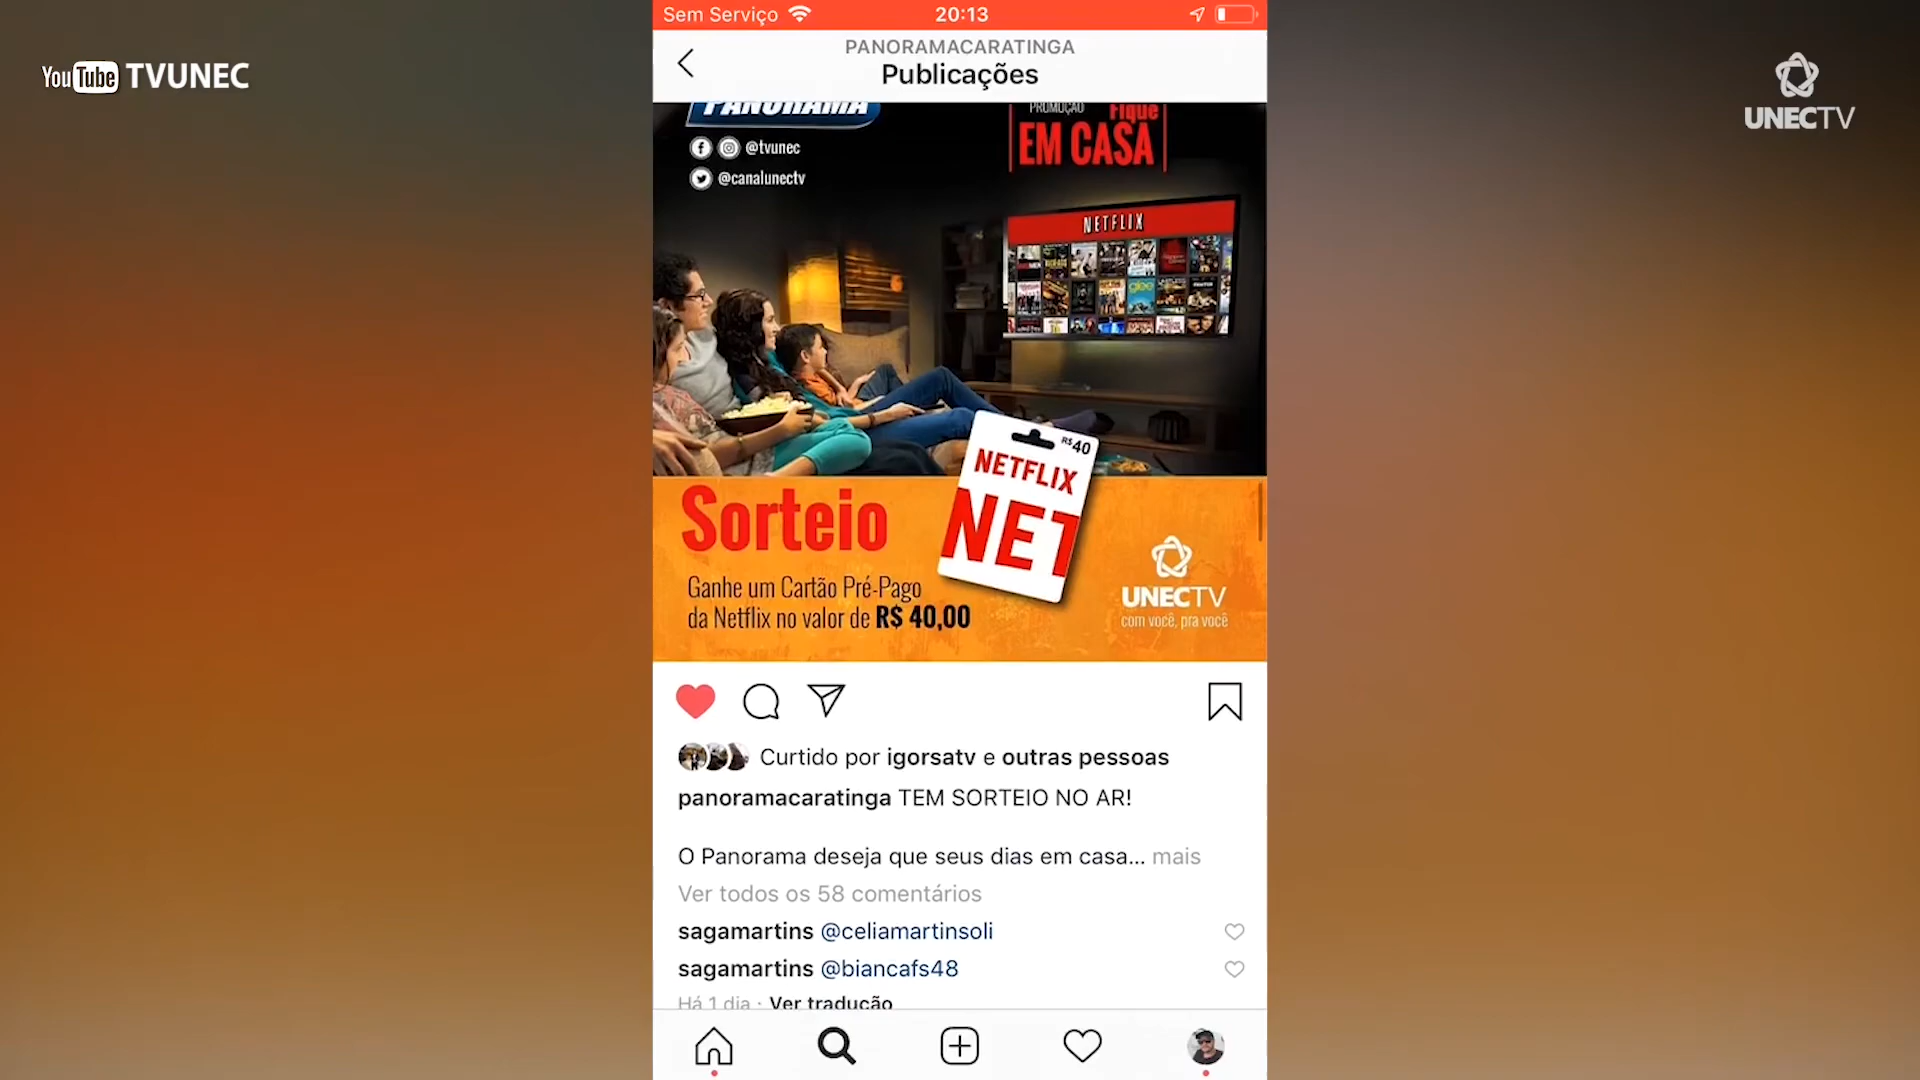 Sem Serviço
20:13
YouTube TVUNEC
UNECTV
PANORAMACARATINGA
Publicações
PANORAMA
@tvunec
@canalunectv
PROMOÇÃO
Fique
EM CASA
NETFLIX
glee
R$40
NETFLIX
NET
Sorteio
Ganhe um Cartão Pré-Pago
da Netflix no valor de R$ 40,00
UNECTV
com você, pra você
Curtido por igorsatv e outras pessoas
panoramacaratinga TEM SORTEIO NO AR!
O Panorama deseja que seus dias em casa... mais
Ver todos os 58 comentários
sagamartins @celiamartinsoli
sagamartins @biancafs48
Há 1 dia · Ver tradução